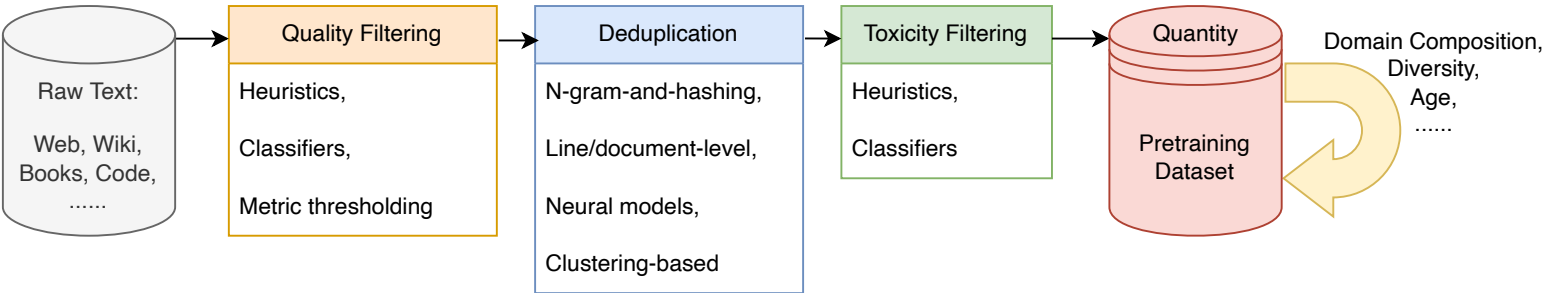 Raw Text:
Web, Wiki,
Books, Code,
......
Quality Filtering
Heuristics,
Classifiers,
Metric thresholding
Deduplication
N-gram-and-hashing,
Line/document-level,
Neural models,
Clustering-based
Toxicity Filtering
Heuristics,
Classifiers
Quantity
Pretraining
Dataset
Domain Composition,
Diversity,
Age,
......